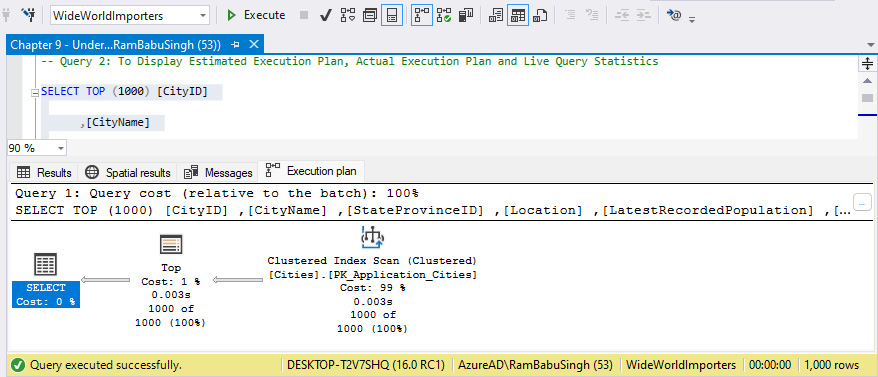 WideWorldImporters Execute
Chapter 9 - Under...RamBabuSingh (53))
-- Query 2: To Display Estimated Execution Plan, Actual Execution Plan and Live Query Statistics
SELECT TOP (1000) [CityID]
,[CityName]
90 %
Results Spatial results Messages Execution plan
Query 1: Query cost (relative to the batch): 100%
SELECT TOP (1000) [CityID] ,[CityName] ,[StateProvinceID] ,[Location] ,[LatestRecordedPopulation] ,[... ...
SELECT
Cost: 0 %
Top
Cost: 1 %
0.003s
1000 of
1000 (100%)
Clustered Index Scan (Clustered)
[Cities].[PK_Application_Cities]
Cost: 99 %
0.003s
1000 of
1000 (100%)
Query executed successfully. DESKTOP-T2V7SHQ (16.0 RC1) AzureAD\RamBabuSingh (53) WideWorldImporters 00:00:00 1,000 rows